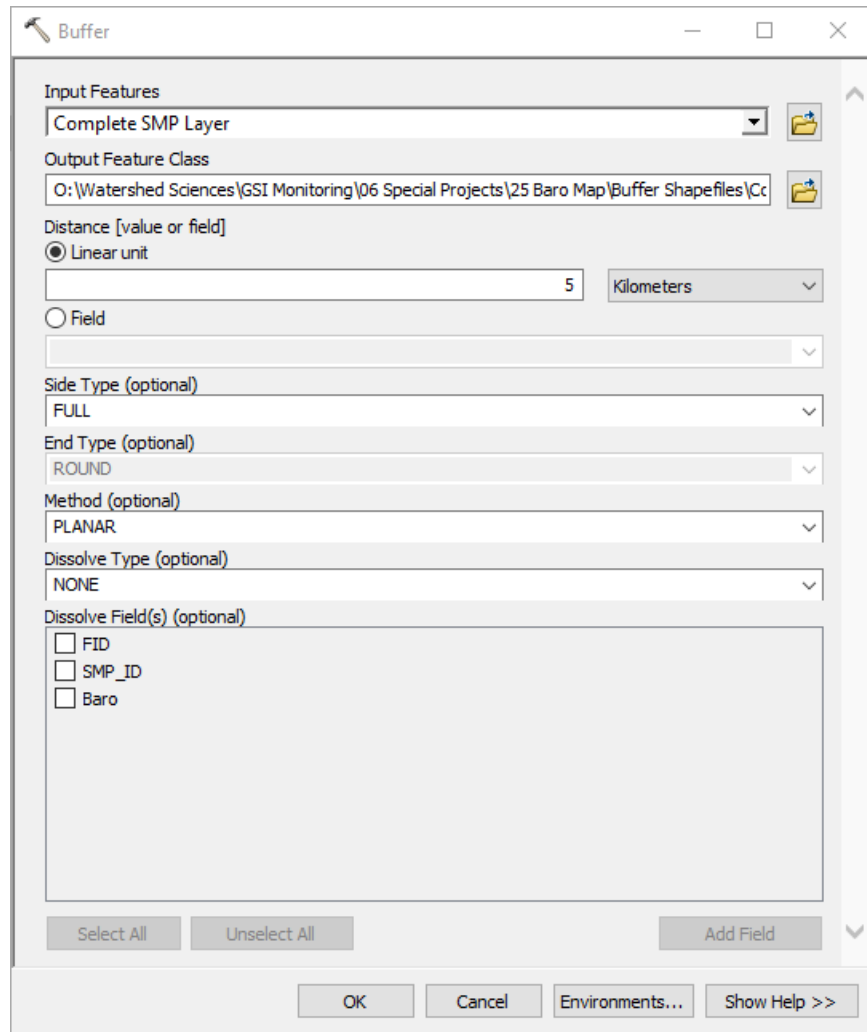 Buffer
Input Features
Complete SMP Layer
Output Feature Class
O:\Watershed Sciences\GSI Monitoring\06 Special Projects\25 Baro Map\Buffer Shapefiles\Cc
Distance [value or field]
Linear unit
5 Kilometers
Field
Side Type (optional)
FULL
End Type (optional)
ROUND
Method (optional)
PLANAR
Dissolve Type (optional)
NONE
Dissolve Field(s) (optional)
FID
SMP_ID
Baro
Select All Unselect All Add Field
OK Cancel Environments... Show Help >>